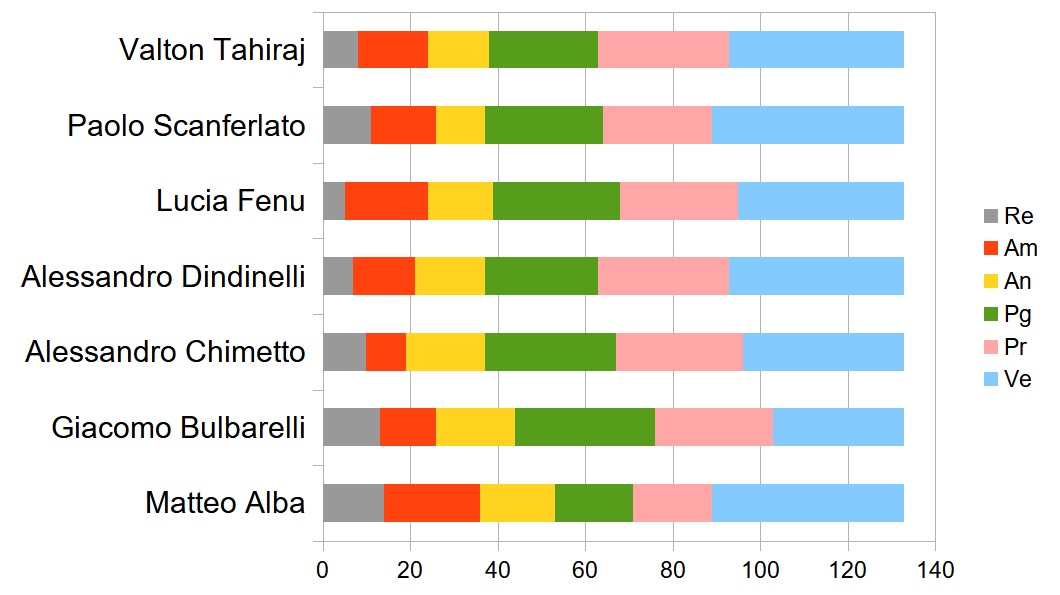 Valton Tahiraj
Paolo Scanferlato
Lucia Fenu
Alessandro Dindinelli
Alessandro Chimetto
Giacomo Bulbarelli
Matteo Alba
0 20 40 60 80 100 120 140
Re
Am
An
Pg
Pr
Ve